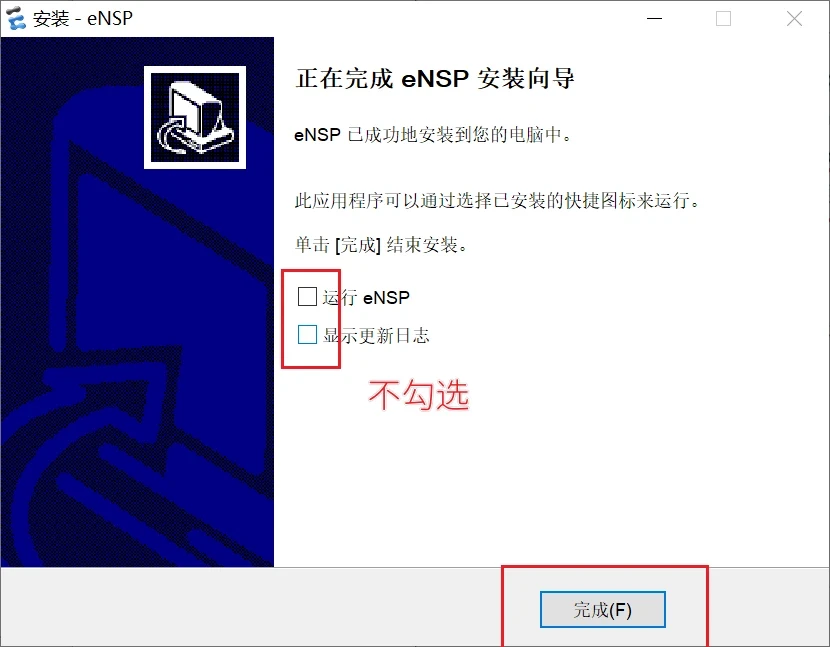 安装 - eNSP
正在完成 eNSP 安装向导
eNSP 已成功地安装到您的电脑中。
此应用程序可以通过选择已安装的快捷图标来运行。
单击 [完成] 结束安装。
运行 eNSP
显示更新日志
不勾选
完成(F)